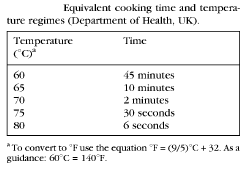 Equivalent cooking time and tempera-
ture regimes (Department of Health, UK).
Temperature Time
(°C)ª
60 45 minutes
65 10 minutes
70 2 minutes
75 30 seconds
80 6 seconds
ª To convert to °F use the equation °F = (9/5)°C + 32. As a
guidance: 60°C = 140°F.